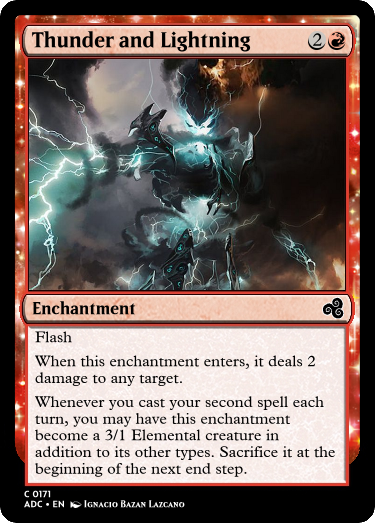 Thunder and Lightning 2
Enchantment
Flash
When this enchantment enters, it deals 2
damage to any target.
Whenever you cast your second spell each
turn, you may have this enchantment
become a 3/1 Elemental creature in
addition to its other types. Sacrifice it at the
beginning of the next end step.
C 0171
ADC • EN Ignacio Bazan Lazcano